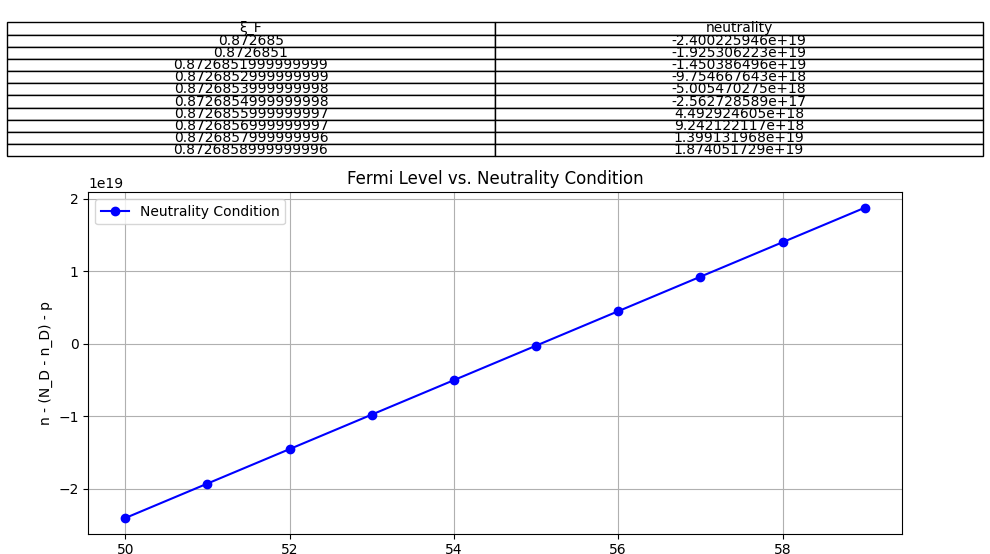 ξ_F neutrality
0.872685 -2.400225946e+19
0.8726851 -1.925306223e+19
0.8726851999999999 -1.450386496e+19
0.8726852999999999 -9.754667643e+18
0.8726853999999998 -5.005470275e+18
0.8726854999999998 -2.562728589e+17
0.8726855999999997 4.492924605e+18
0.8726856999999997 9.242122117e+18
0.8726857999999996 1.399131968e+19
0.8726858999999996 1.874051729e+19
Fermi Level vs. Neutrality Condition
1e19
Neutrality Condition
n - (N_D - n_D) - p
2
1
0
−1
−2
50 52 54 56 58